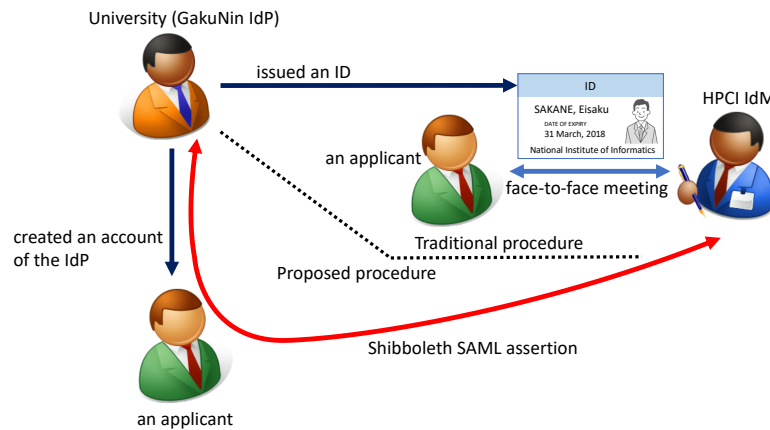 University (GakuNin IdP)
issued an ID
ID
SAKANE, Eisaku
DATE OF EXPIRY
31 March, 2018
National Institute of Informatics
HPCI IdM
an applicant
face-to-face meeting
Traditional procedure
Proposed procedure
created an account
of the IdP
Shibboleth SAML assertion
an applicant